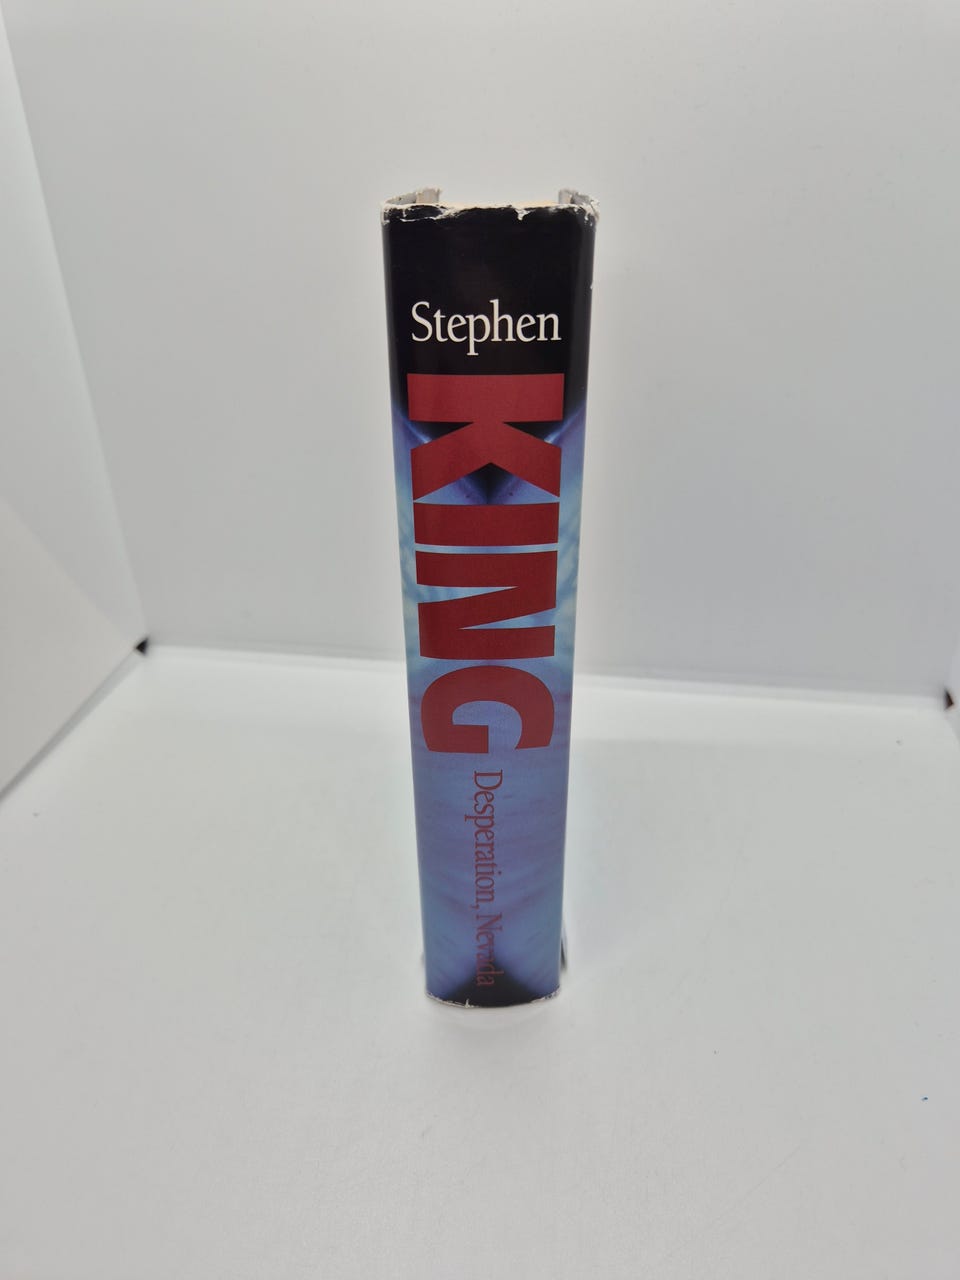 Stephen
KING
Desperation, Nevada